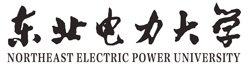 东北电力大学
NORTHEAST ELECTRIC POWER UNIVERSITY